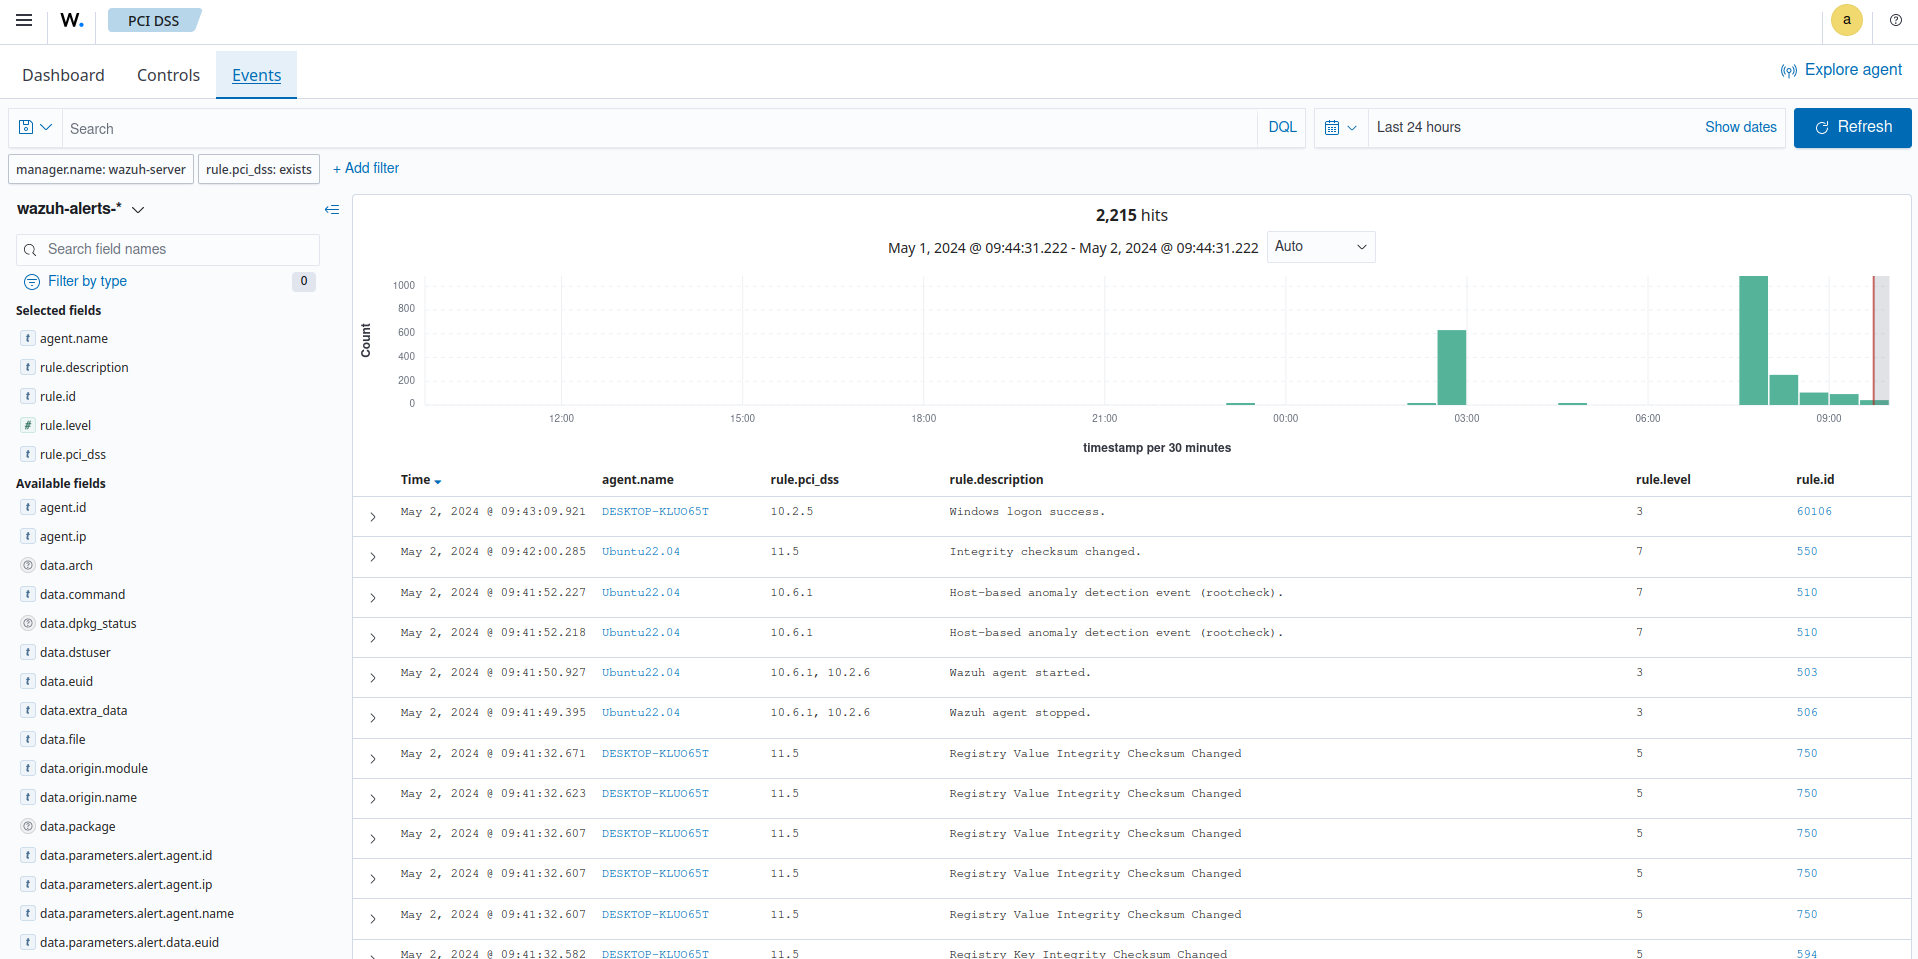 W. PCI DSS a
Dashboard Controls Events Explore agent
Search DQL Last 24 hours Show dates Refresh
manager.name: wazuh-server rule.pci_dss: exists + Add filter
wazuh-alerts-*
Search field names
Filter by type 0
Selected fields
t agent.name
t rule.description
t rule.id
# rule.level
t rule.pci_dss
Available fields
t agent.id
t agent.ip
data.arch
t data.command
data.dpkg_status
t data.dstuser
t data.euid
t data.extra_data
t data.file
t data.origin.module
t data.origin.name
data.package
t data.parameters.alert.agent.id
t data.parameters.alert.agent.ip
t data.parameters.alert.agent.name
t data.parameters.alert.data.euid
2,215 hits
May 1, 2024 @ 09:44:31.222 - May 2, 2024 @ 09:44:31.222 Auto
Count
1000
800
600
400
200
0
12:00 15:00 18:00 21:00 00:00 03:00 06:00 09:00
timestamp per 30 minutes
Time agent.name rule.pci_dss rule.description rule.level rule.id
May 2, 2024 @ 09:43:09.921 DESKTOP-KLUO65T 10.2.5 Windows logon success. 3 60106
May 2, 2024 @ 09:42:00.285 Ubuntu22.04 11.5 Integrity checksum changed. 7 550
May 2, 2024 @ 09:41:52.227 Ubuntu22.04 10.6.1 Host-based anomaly detection event (rootcheck). 7 510
May 2, 2024 @ 09:41:52.218 Ubuntu22.04 10.6.1 Host-based anomaly detection event (rootcheck). 7 510
May 2, 2024 @ 09:41:50.927 Ubuntu22.04 10.6.1, 10.2.6 Wazuh agent started. 3 503
May 2, 2024 @ 09:41:49.395 Ubuntu22.04 10.6.1, 10.2.6 Wazuh agent stopped. 3 506
May 2, 2024 @ 09:41:32.671 DESKTOP-KLUO65T 11.5 Registry Value Integrity Checksum Changed 5 750
May 2, 2024 @ 09:41:32.623 DESKTOP-KLUO65T 11.5 Registry Value Integrity Checksum Changed 5 750
May 2, 2024 @ 09:41:32.607 DESKTOP-KLUO65T 11.5 Registry Value Integrity Checksum Changed 5 750
May 2, 2024 @ 09:41:32.607 DESKTOP-KLUO65T 11.5 Registry Value Integrity Checksum Changed 5 750
May 2, 2024 @ 09:41:32.607 DESKTOP-KLUO65T 11.5 Registry Value Integrity Checksum Changed 5 750
May 2, 2024 @ 09:41:32.582 DESKTOP-KLUO65T 11.5 Registry Key Integrity Checksum Changed 5 594